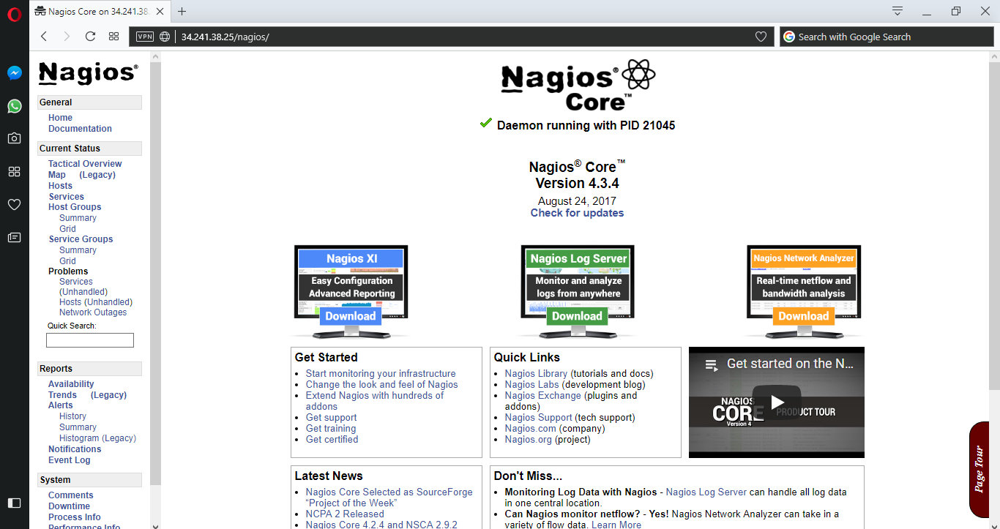 Nagios Core on 34.241.38.
VPN
34.241.38.25/nagios/
Search with Google Search
Nagios®
General
Home
Documentation
Current Status
Tactical Overview
Map (Legacy)
Hosts
Services
Host Groups
Summary
Grid
Service Groups
Summary
Grid
Problems
Services
(Unhandled)
Hosts (Unhandled)
Network Outages
Quick Search:
Reports
Availability
Trends (Legacy)
Alerts
History
Summary
Histogram (Legacy)
Notifications
Event Log
System
Comments
Downtime
Process Info
Performance Info
Nagios®
Core™
Daemon running with PID 21045
Nagios® Core™
Version 4.3.4
August 24, 2017
Check for updates
Nagios XI
Easy Configuration
Advanced Reporting
Download
Nagios Log Server
Monitor and analyze
logs from anywhere
Download
Nagios Network Analyzer
Real-time netflow and
bandwidth analysis
Download
Get Started
Start monitoring your infrastructure
Change the look and feel of Nagios
Extend Nagios with hundreds of
addons
Get support
Get training
Get certified
Quick Links
Nagios Library (tutorials and docs)
Nagios Labs (development blog)
Nagios Exchange (plugins and
addons)
Nagios Support (tech support)
Nagios.com (company)
Nagios.org (project)
Get started on the N...
NAGIOS
CORE
Version 4
PRODUCT TOUR
Latest News
Nagios Core Selected as SourceForge
“Project of the Week”
NCPA 2 Released
Nagios Core 4.2.4 and NSCA 2.9.2
Don't Miss...
Monitoring Log Data with Nagios - Nagios Log Server can handle all log data
in one central location.
Can Nagios monitor netflow? - Yes! Nagios Network Analyzer can take in a
variety of flow data. Learn More
Page Tour